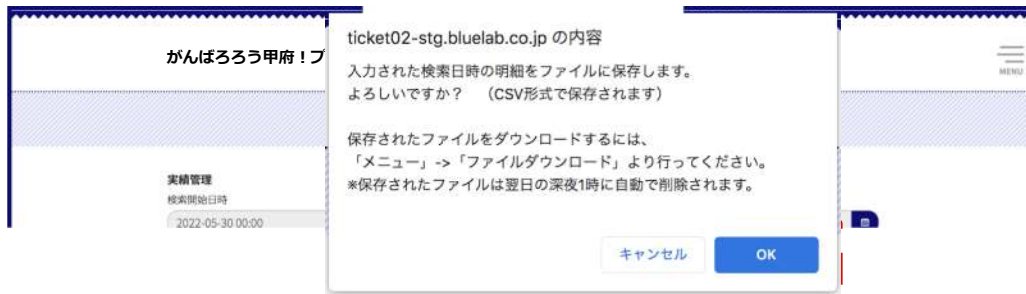 がんばろろう甲府！プ
MENU
ticket02-stg.bluelab.co.jp の内容
入力された検索日時の明細をファイルに保存します。
よろしいですか？　（CSV形式で保存されます）
保存されたファイルをダウンロードするには、
「メニュー」->「ファイルダウンロード」より行ってください。
※保存されたファイルは翌日の深夜1時に自動で削除されます。
キャンセル
OK
実績管理
検索開始日時
2022-05-30 00:00